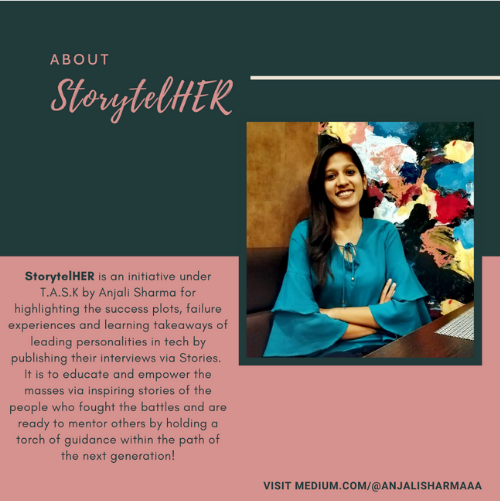 ABOUT
StorytelHER
StorytelHER is an initiative under
T.A.S.K by Anjali Sharma for
highlighting the success plots, failure
experiences and learning takeaways of
leading personalities in tech by
publishing their interviews via Stories.
It is to educate and empower the
masses via inspiring stories of the
people who fought the battles and are
ready to mentor others by holding a
torch of guidance within the path of
the next generation!
VISIT MEDIUM.COM/@ANJALISHARMAAA